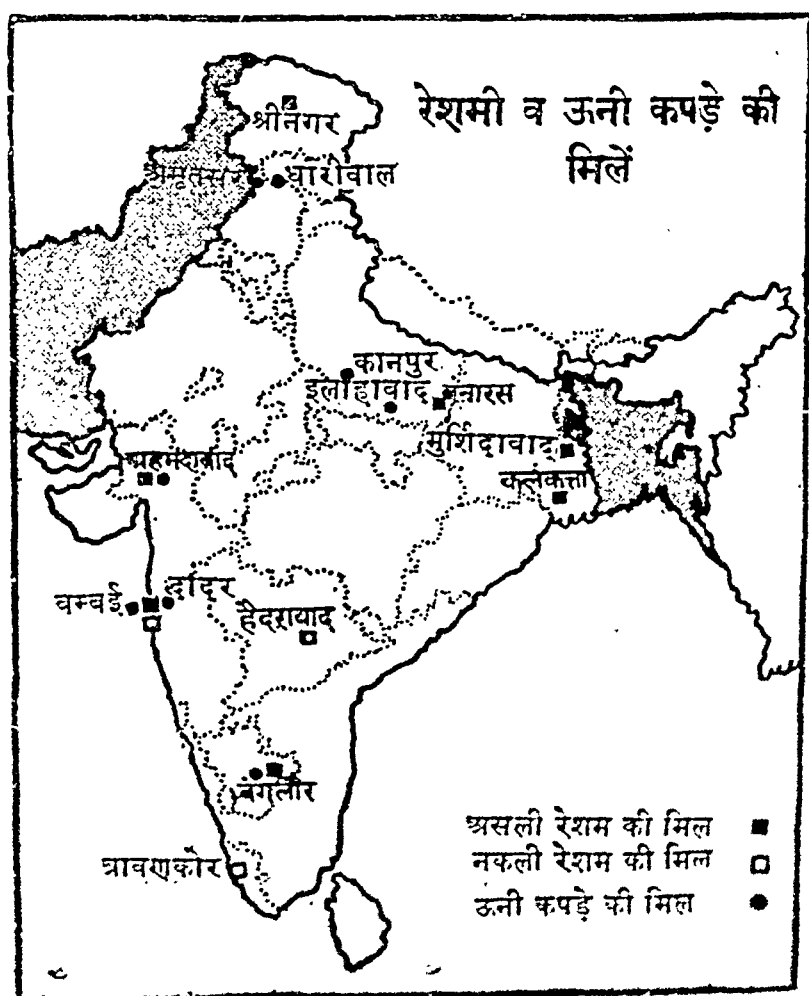 रेशमी व ऊनी कपड़े की
मिलें
श्रीनगर
अमृतसर धारीवाल
कानपुर
इलाहावाद बनारस
मुर्शिदावाद
कलकत्ता
अहमदावाद
वम्बई दादर
हैदरावाद
बंगलौर
त्रावणकोर
असली रेशम की मिल
नकली रेशम की मिल
ऊनी कपड़े की मिल